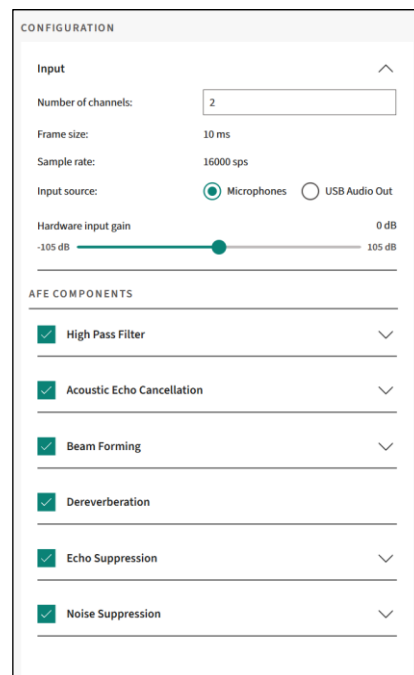 CONFIGURATION
Input
Number of channels: 2
Frame size: 10 ms
Sample rate: 16000 sps
Input source: Microphones USB Audio Out
Hardware input gain 0 dB
-105 dB 105 dB
AFE COMPONENTS
High Pass Filter
Acoustic Echo Cancellation
Beam Forming
Dereverberation
Echo Suppression
Noise Suppression